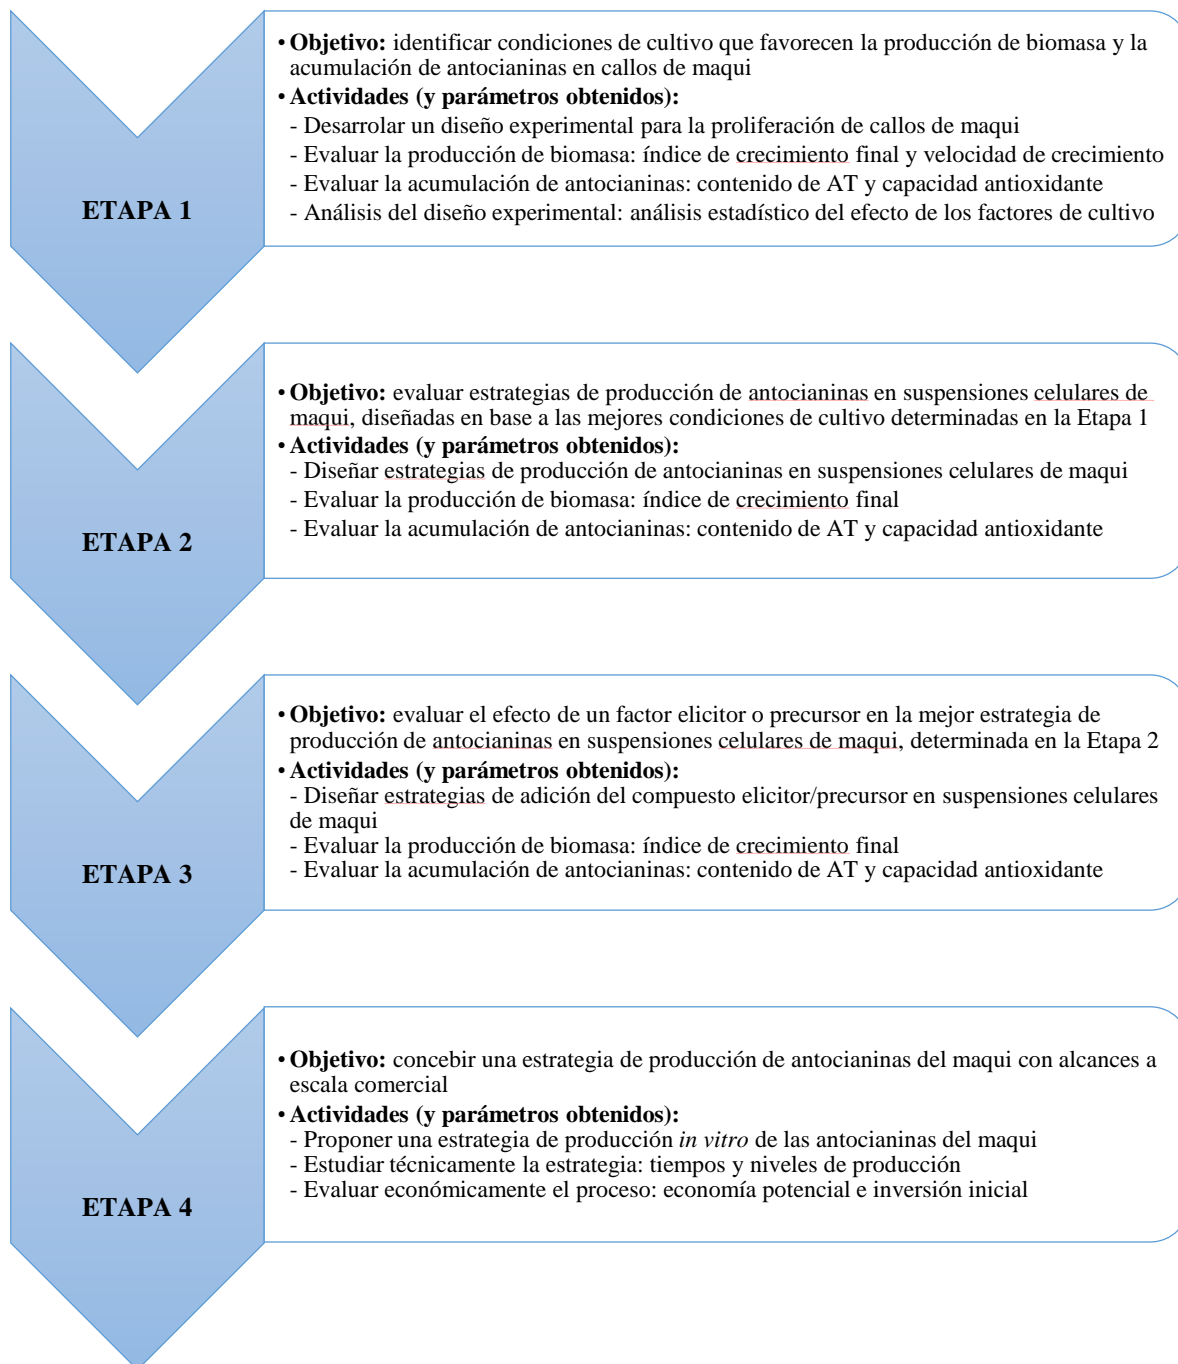 ETAPA 1
• Objetivo: identificar condiciones de cultivo que favorecen la producción de biomasa y la
acumulación de antocianinas en callos de maqui
• Actividades (y parámetros obtenidos):
- Desarrolar un diseño experimental para la proliferación de callos de maqui
- Evaluar la producción de biomasa: índice de crecimiento final y velocidad de crecimiento
- Evaluar la acumulación de antocianinas: contenido de AT y capacidad antioxidante
- Análisis del diseño experimental: análisis estadístico del efecto de los factores de cultivo
ETAPA 2
• Objetivo: evaluar estrategias de producción de antocianinas en suspensiones celulares de
maqui, diseñadas en base a las mejores condiciones de cultivo determinadas en la Etapa 1
• Actividades (y parámetros obtenidos):
- Diseñar estrategias de producción de antocianinas en suspensiones celulares de maqui
- Evaluar la producción de biomasa: índice de crecimiento final
- Evaluar la acumulación de antocianinas: contenido de AT y capacidad antioxidante
ETAPA 3
• Objetivo: evaluar el efecto de un factor elicitor o precursor en la mejor estrategia de
producción de antocianinas en suspensiones celulares de maqui, determinada en la Etapa 2
• Actividades (y parámetros obtenidos):
- Diseñar estrategias de adición del compuesto elicitor/precursor en suspensiones celulares
de maqui
- Evaluar la producción de biomasa: índice de crecimiento final
- Evaluar la acumulación de antocianinas: contenido de AT y capacidad antioxidante
ETAPA 4
• Objetivo: concebir una estrategia de producción de antocianinas del maqui con alcances a
escala comercial
• Actividades (y parámetros obtenidos):
- Proponer una estrategia de producción in vitro de las antocianinas del maqui
- Estudiar técnicamente la estrategia: tiempos y niveles de producción
- Evaluar económicamente el proceso: economía potencial e inversión inicial